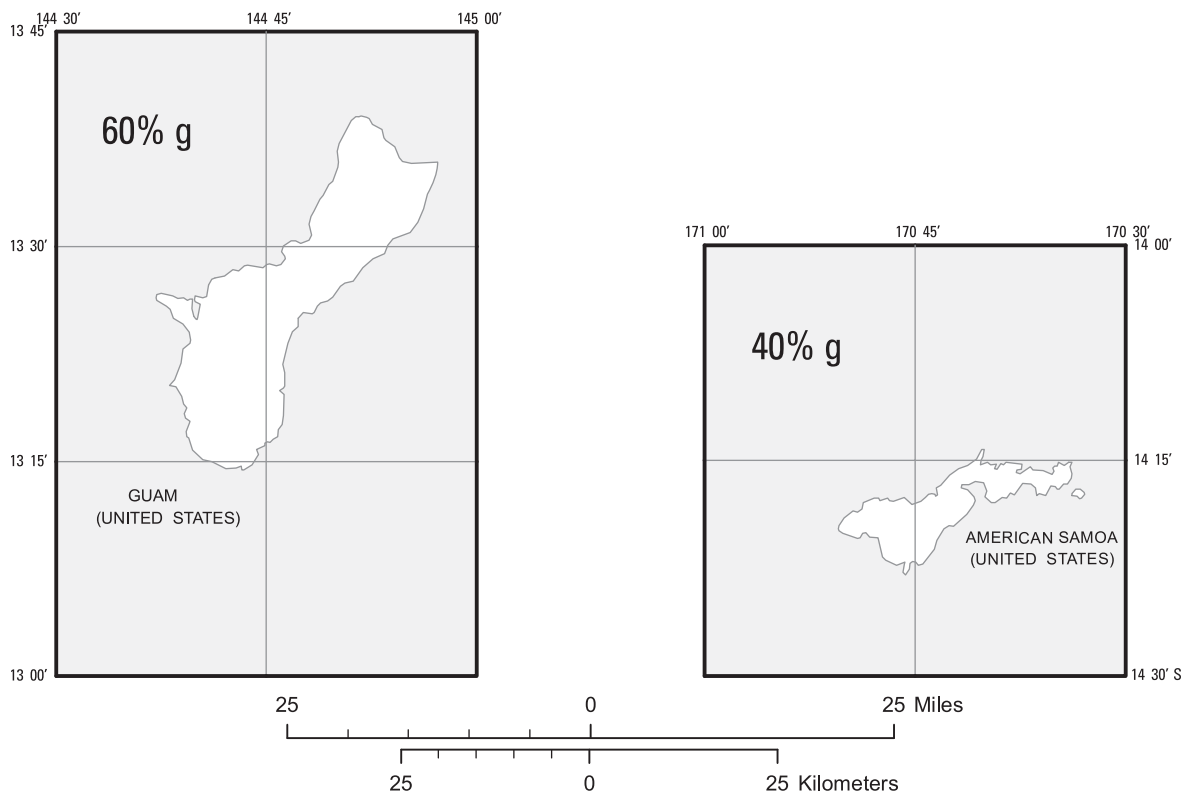 144 30′ 144 45′ 145 00′
13 45′
60% g
13 30′
13 15′
GUAM
(UNITED STATES)
13 00′
171 00′ 170 45′ 170 30′
14 00′
40% g
14 15′
AMERICAN SAMOA
(UNITED STATES)
14 30′ S
25 0 25 Miles
25 0 25 Kilometers